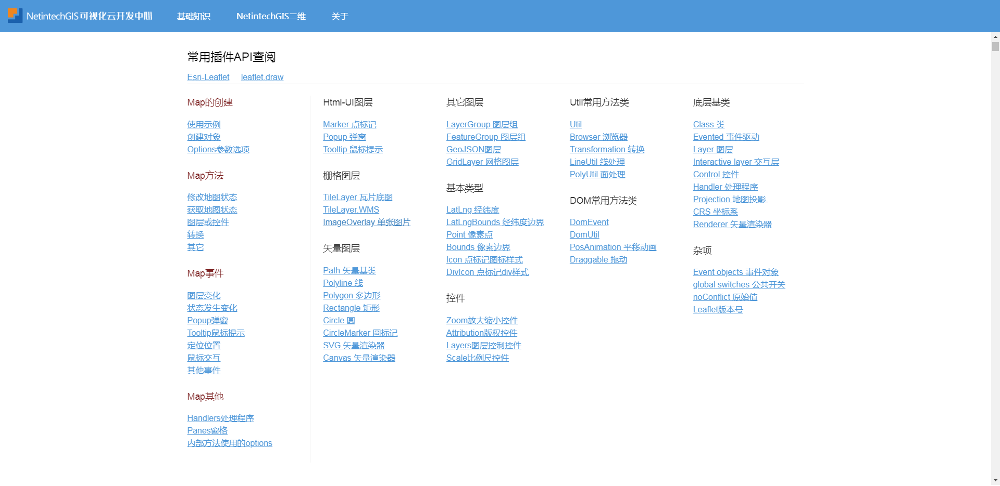 NetintechGIS可视化云开发中心
基础知识
NetintechGIS二维
关于
常用插件API查阅
Esri-Leaflet
leaflet.draw
Map的创建
使用示例
创建对象
Options参数选项
Map方法
修改地图状态
获取地图状态
图层或控件
转换
其它
Map事件
图层变化
状态发生变化
Popup弹窗
Tooltip鼠标提示
定位位置
鼠标交互
其他事件
Map其他
Handlers处理程序
Panes窗格
内部方法使用的options
Html-UI图层
Marker 点标记
Popup 弹窗
Tooltip 鼠标提示
栅格图层
TileLayer 瓦片底图
TileLayer.WMS
ImageOverlay 单张图片
矢量图层
Path 矢量基类
Polyline 线
Polygon 多边形
Rectangle 矩形
Circle 圆
CircleMarker 圆标记
SVG 矢量渲染器
Canvas 矢量渲染器
其它图层
LayerGroup 图层组
FeatureGroup 图层组
GeoJSON图层
GridLayer 网格图层
基本类型
LatLng 经纬度
LatLngBounds 经纬度边界
Point 像素点
Bounds 像素边界
Icon 点标记图标样式
DivIcon 点标记div样式
控件
Zoom放大缩小控件
Attribution版权控件
Layers图层控制控件
Scale比例尺控件
Util常用方法类
Util
Browser 浏览器
Transformation 转换
LineUtil 线处理
PolyUtil 面处理
DOM常用方法类
DomEvent
DomUtil
PosAnimation 平移动画
Draggable 拖动
底层基类
Class 类
Evented 事件驱动
Layer 图层
Interactive layer 交互层
Control 控件
Handler 处理程序
Projection 地图投影.
CRS 坐标系
Renderer 矢量渲染器
杂项
Event objects 事件对象
global switches 公共开关
noConflict 原始值
Leaflet版本号